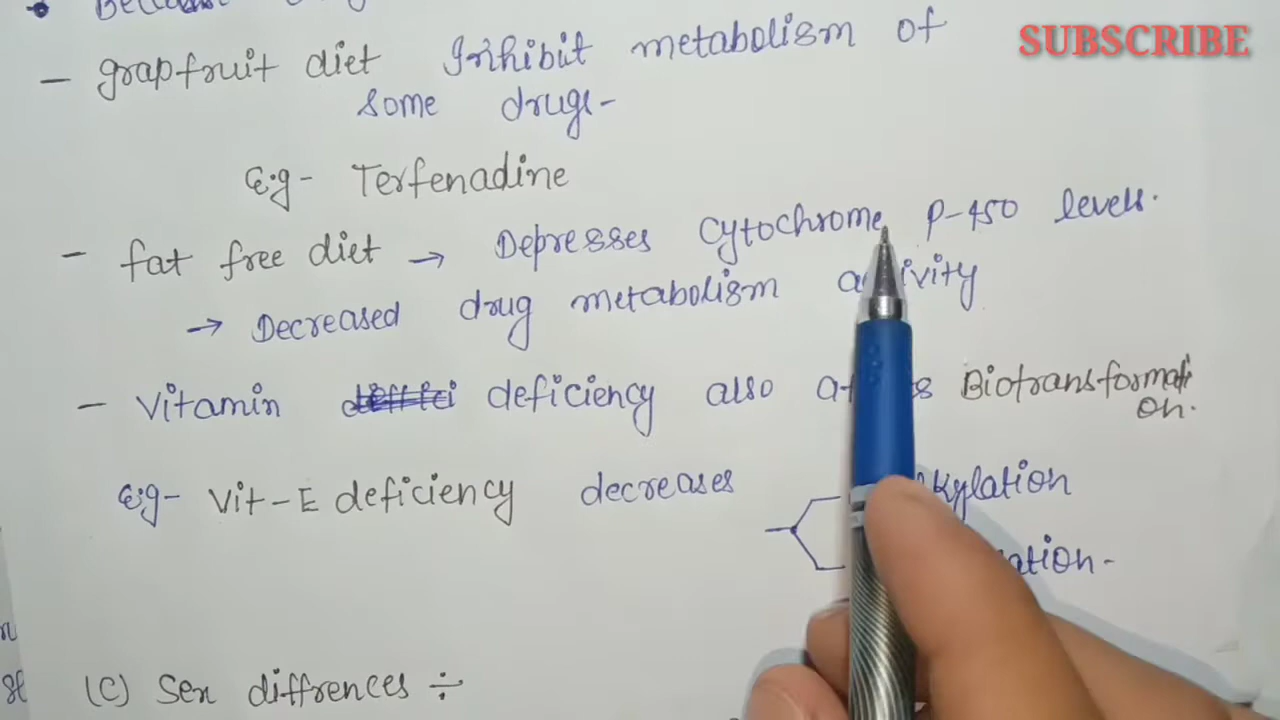 SUBSCRIBE
- grapfruit diet Inhibit metabolism of
some drugs-
E.g- Terfenadine
- fat free diet → Depresses Cytochrome P-450 levels.
→ Decreased drug metabolism activity
- Vitamin deficiency also Biotransformati
on.
E.g- Vit-E deficiency decreases
(C) Sex diffrences ÷